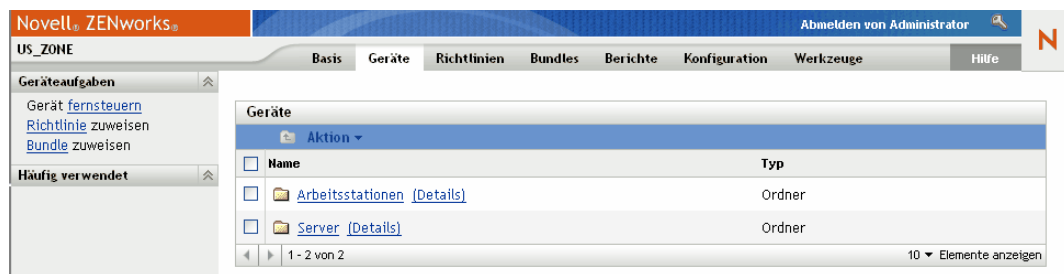 Novell® ZENworks®
Abmelden von Administrator
N
US_ZONE
Basis Geräte Richtlinien Bundles Berichte Konfiguration Werkzeuge Hilfe
Geräteaufgaben
Gerät fernsteuern
Richtlinie zuweisen
Bundle zuweisen
Häufig verwendet
Geräte
Aktion
Name Typ
Arbeitsstationen (Details) Ordner
Server (Details) Ordner
1 - 2 von 2 10 Elemente anzeigen